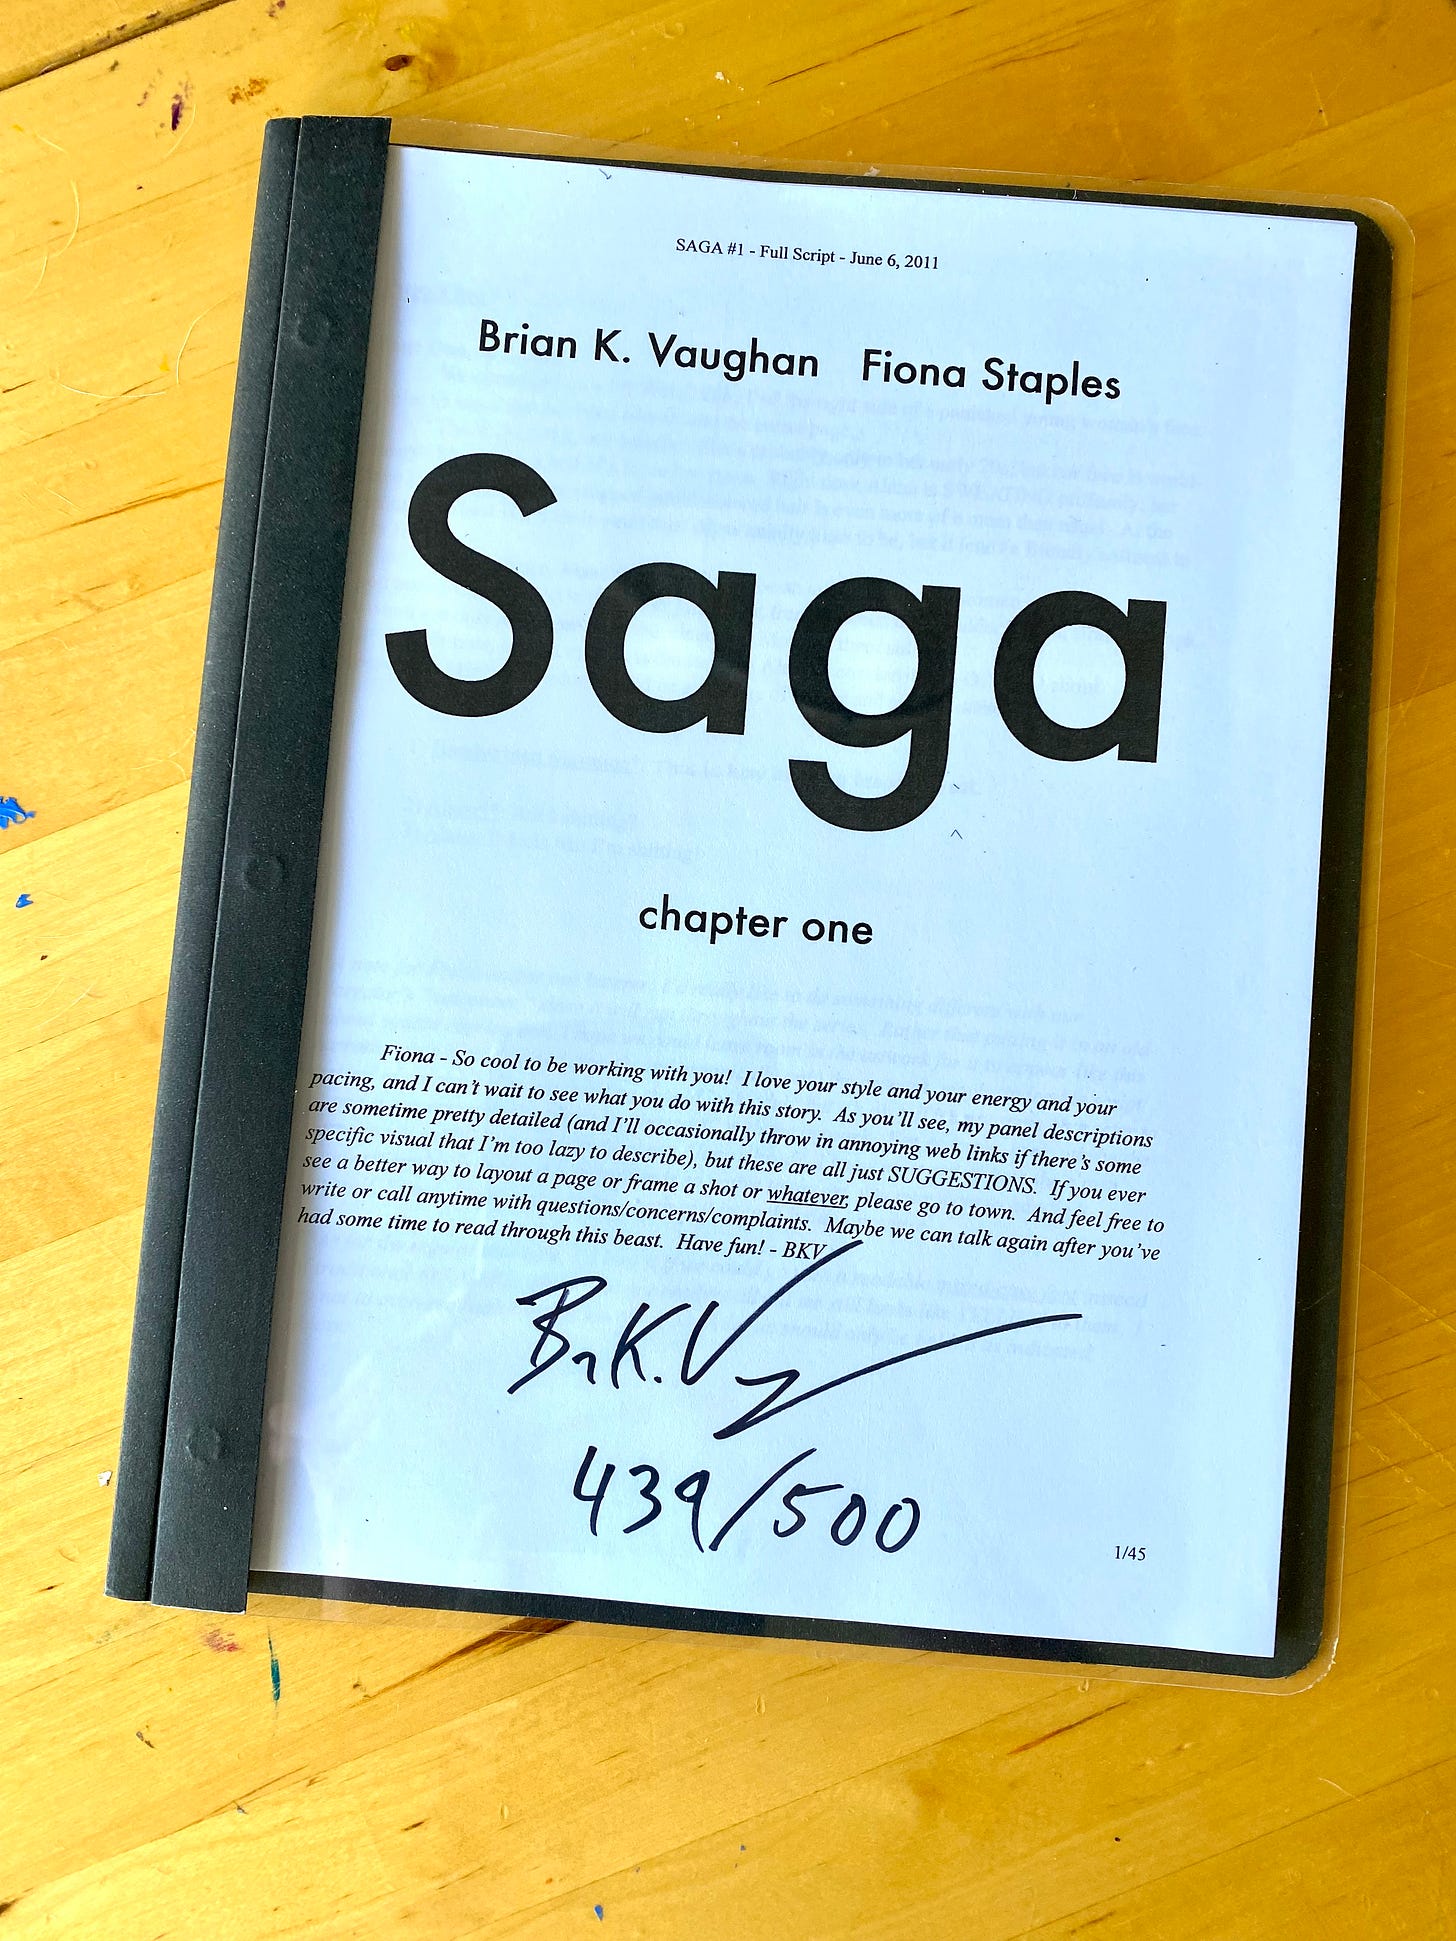 SAGA #1 - Full Script - June 6, 2011
Brian K. Vaughan Fiona Staples
Saga
chapter one
Fiona - So cool to be working with you! I love your style and your energy and your
pacing, and I can't wait to see what you do with this story. As you'll see, my panel descriptions
are sometime pretty detailed (and I'll occasionally throw in annoying web links if there's some
specific visual that I'm too lazy to describe), but these are all just SUGGESTIONS. If you ever
see a better way to layout a page or frame a shot or whatever, please go to town. And feel free to
write or call anytime with questions/concerns/complaints. Maybe we can talk again after you've
had some time to read through this beast. Have fun! - BKV
439/500
1/45